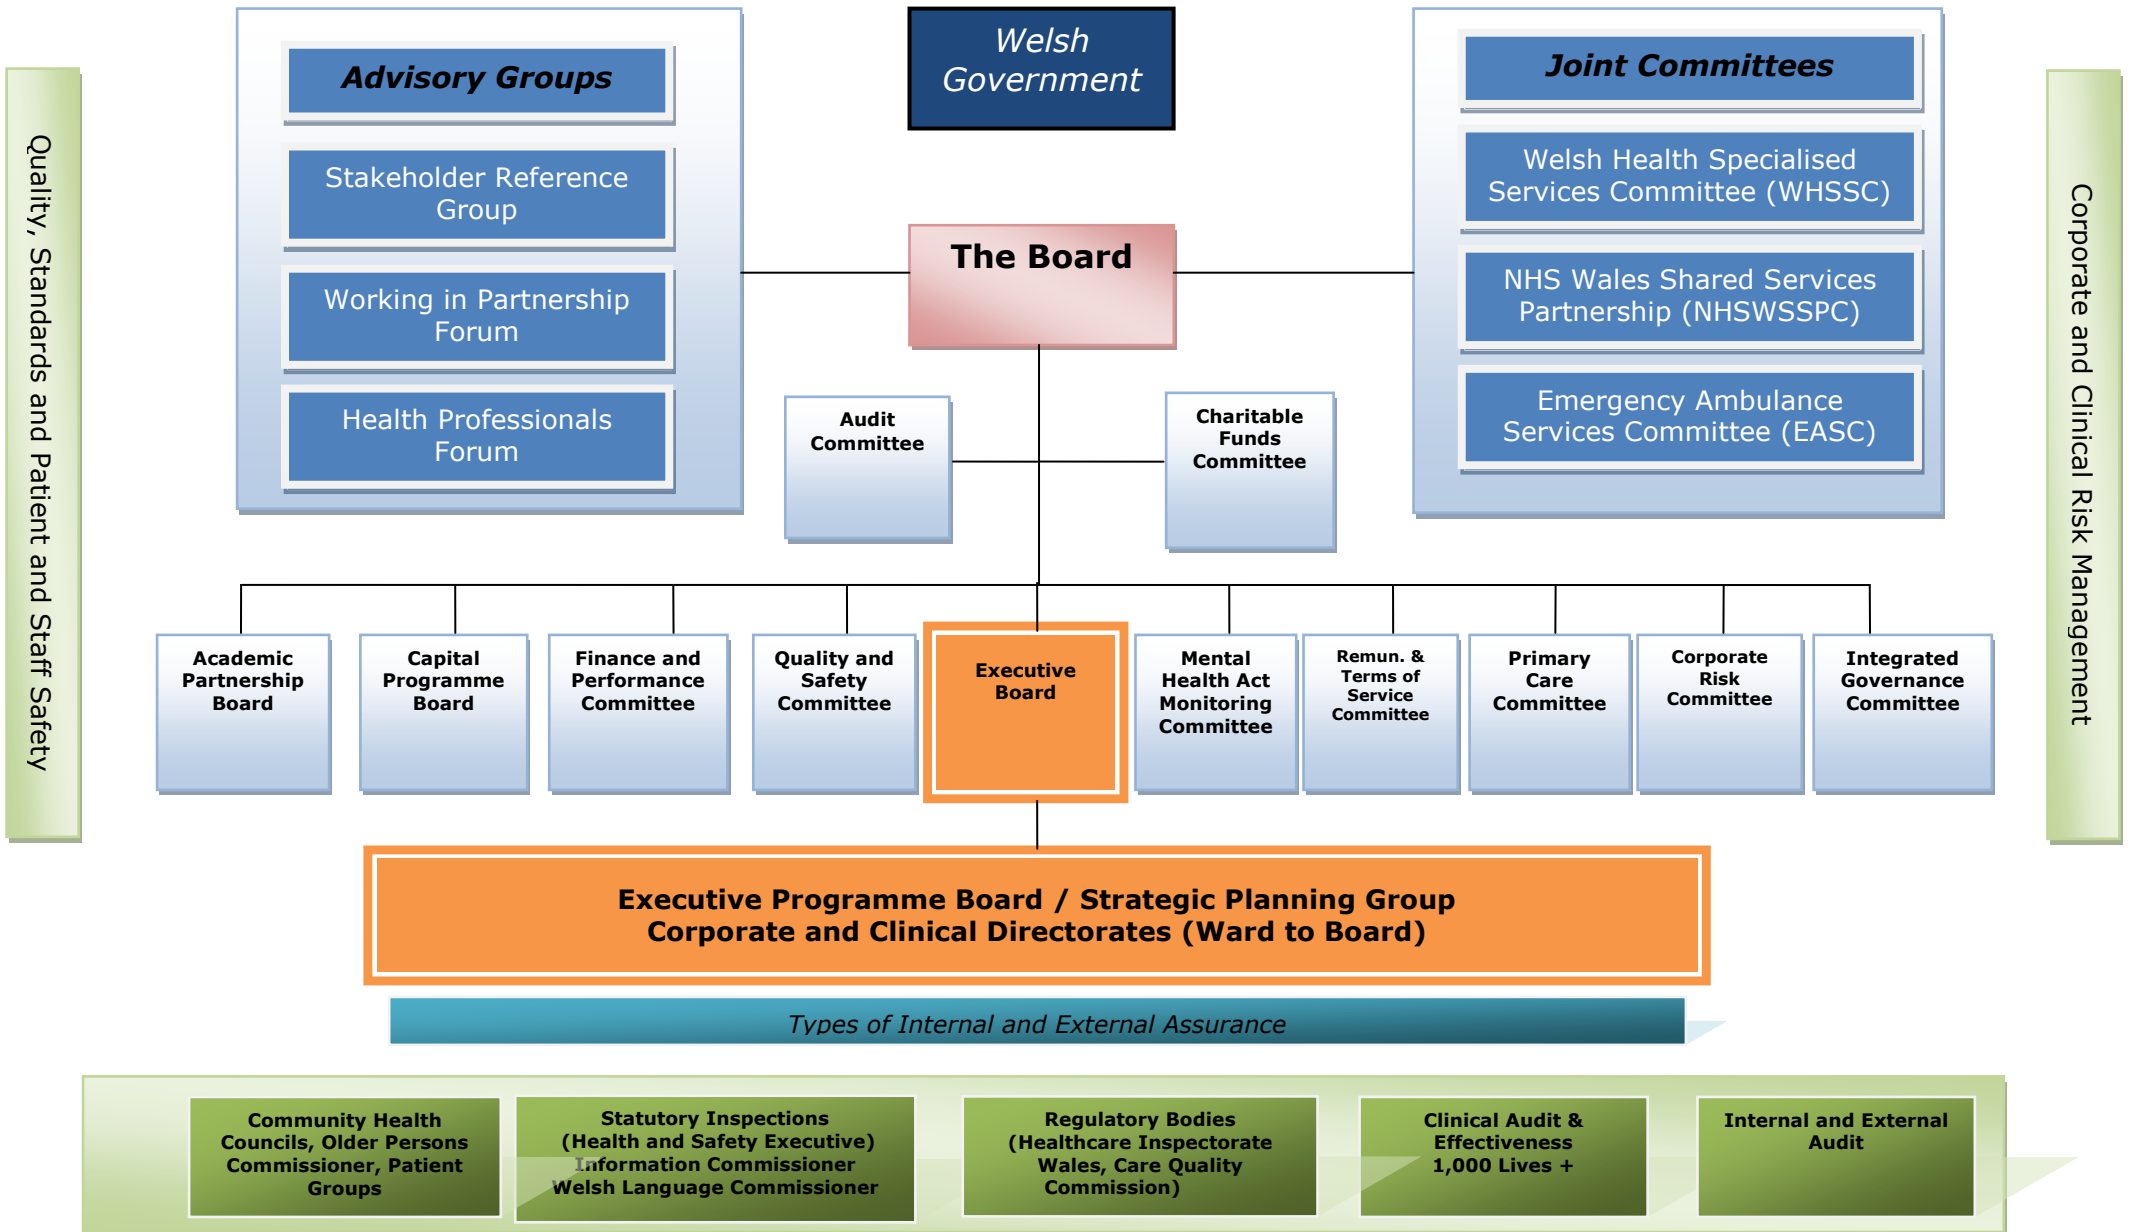 Quality, Standards and Patient and Staff Safety
Advisory Groups
Stakeholder Reference
Group
Working in Partnership
Forum
Health Professionals
Forum
Welsh
Government
The Board
Joint Committees
Welsh Health Specialised
Services Committee (WHSSC)
NHS Wales Shared Services
Partnership (NHSWSSPC)
Emergency Ambulance
Services Committee (EASC)
Corporate and Clinical Risk Management
Audit
Committee
Charitable
Funds
Committee
Academic
Partnership
Board
Capital
Programme
Board
Finance and
Performance
Committee
Quality and
Safety
Committee
Executive
Board
Mental
Health Act
Monitoring
Committee
Remun. &
Terms of
Service
Committee
Primary
Care
Committee
Corporate
Risk
Committee
Integrated
Governance
Committee
Executive Programme Board / Strategic Planning Group
Corporate and Clinical Directorates (Ward to Board)
Types of Internal and External Assurance
Community Health
Councils, Older Persons
Commissioner, Patient
Groups
Statutory Inspections
(Health and Safety Executive)
Information Commissioner
Welsh Language Commissioner
Regulatory Bodies
(Healthcare Inspectorate
Wales, Care Quality
Commission)
Clinical Audit &
Effectiveness
1,000 Lives +
Internal and External
Audit